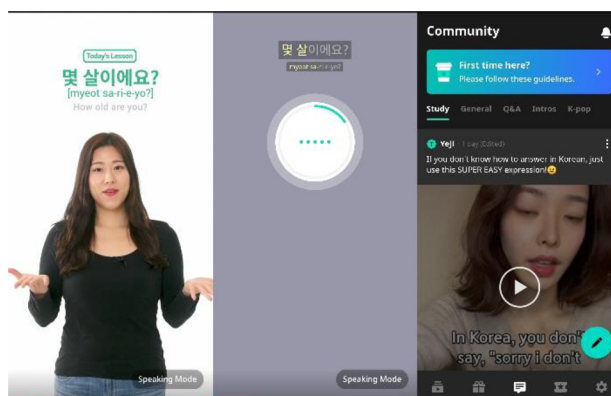 Today's Lesson
몇 살이에요?
[myeot sa-ri-e-yo?]
How old are you?
Speaking Mode
몇 살이에요?
myeot sa-ri-e-yo?
Speaking Mode
Community
First time here?
Please follow these guidelines.
Study General Q&A Intros K-pop
YeJi · 1 day (Edited)
If you don't know how to answer in Korean, just
use this SUPER EASY expression!😉
In Korea, you don't
say, "sorry i don't